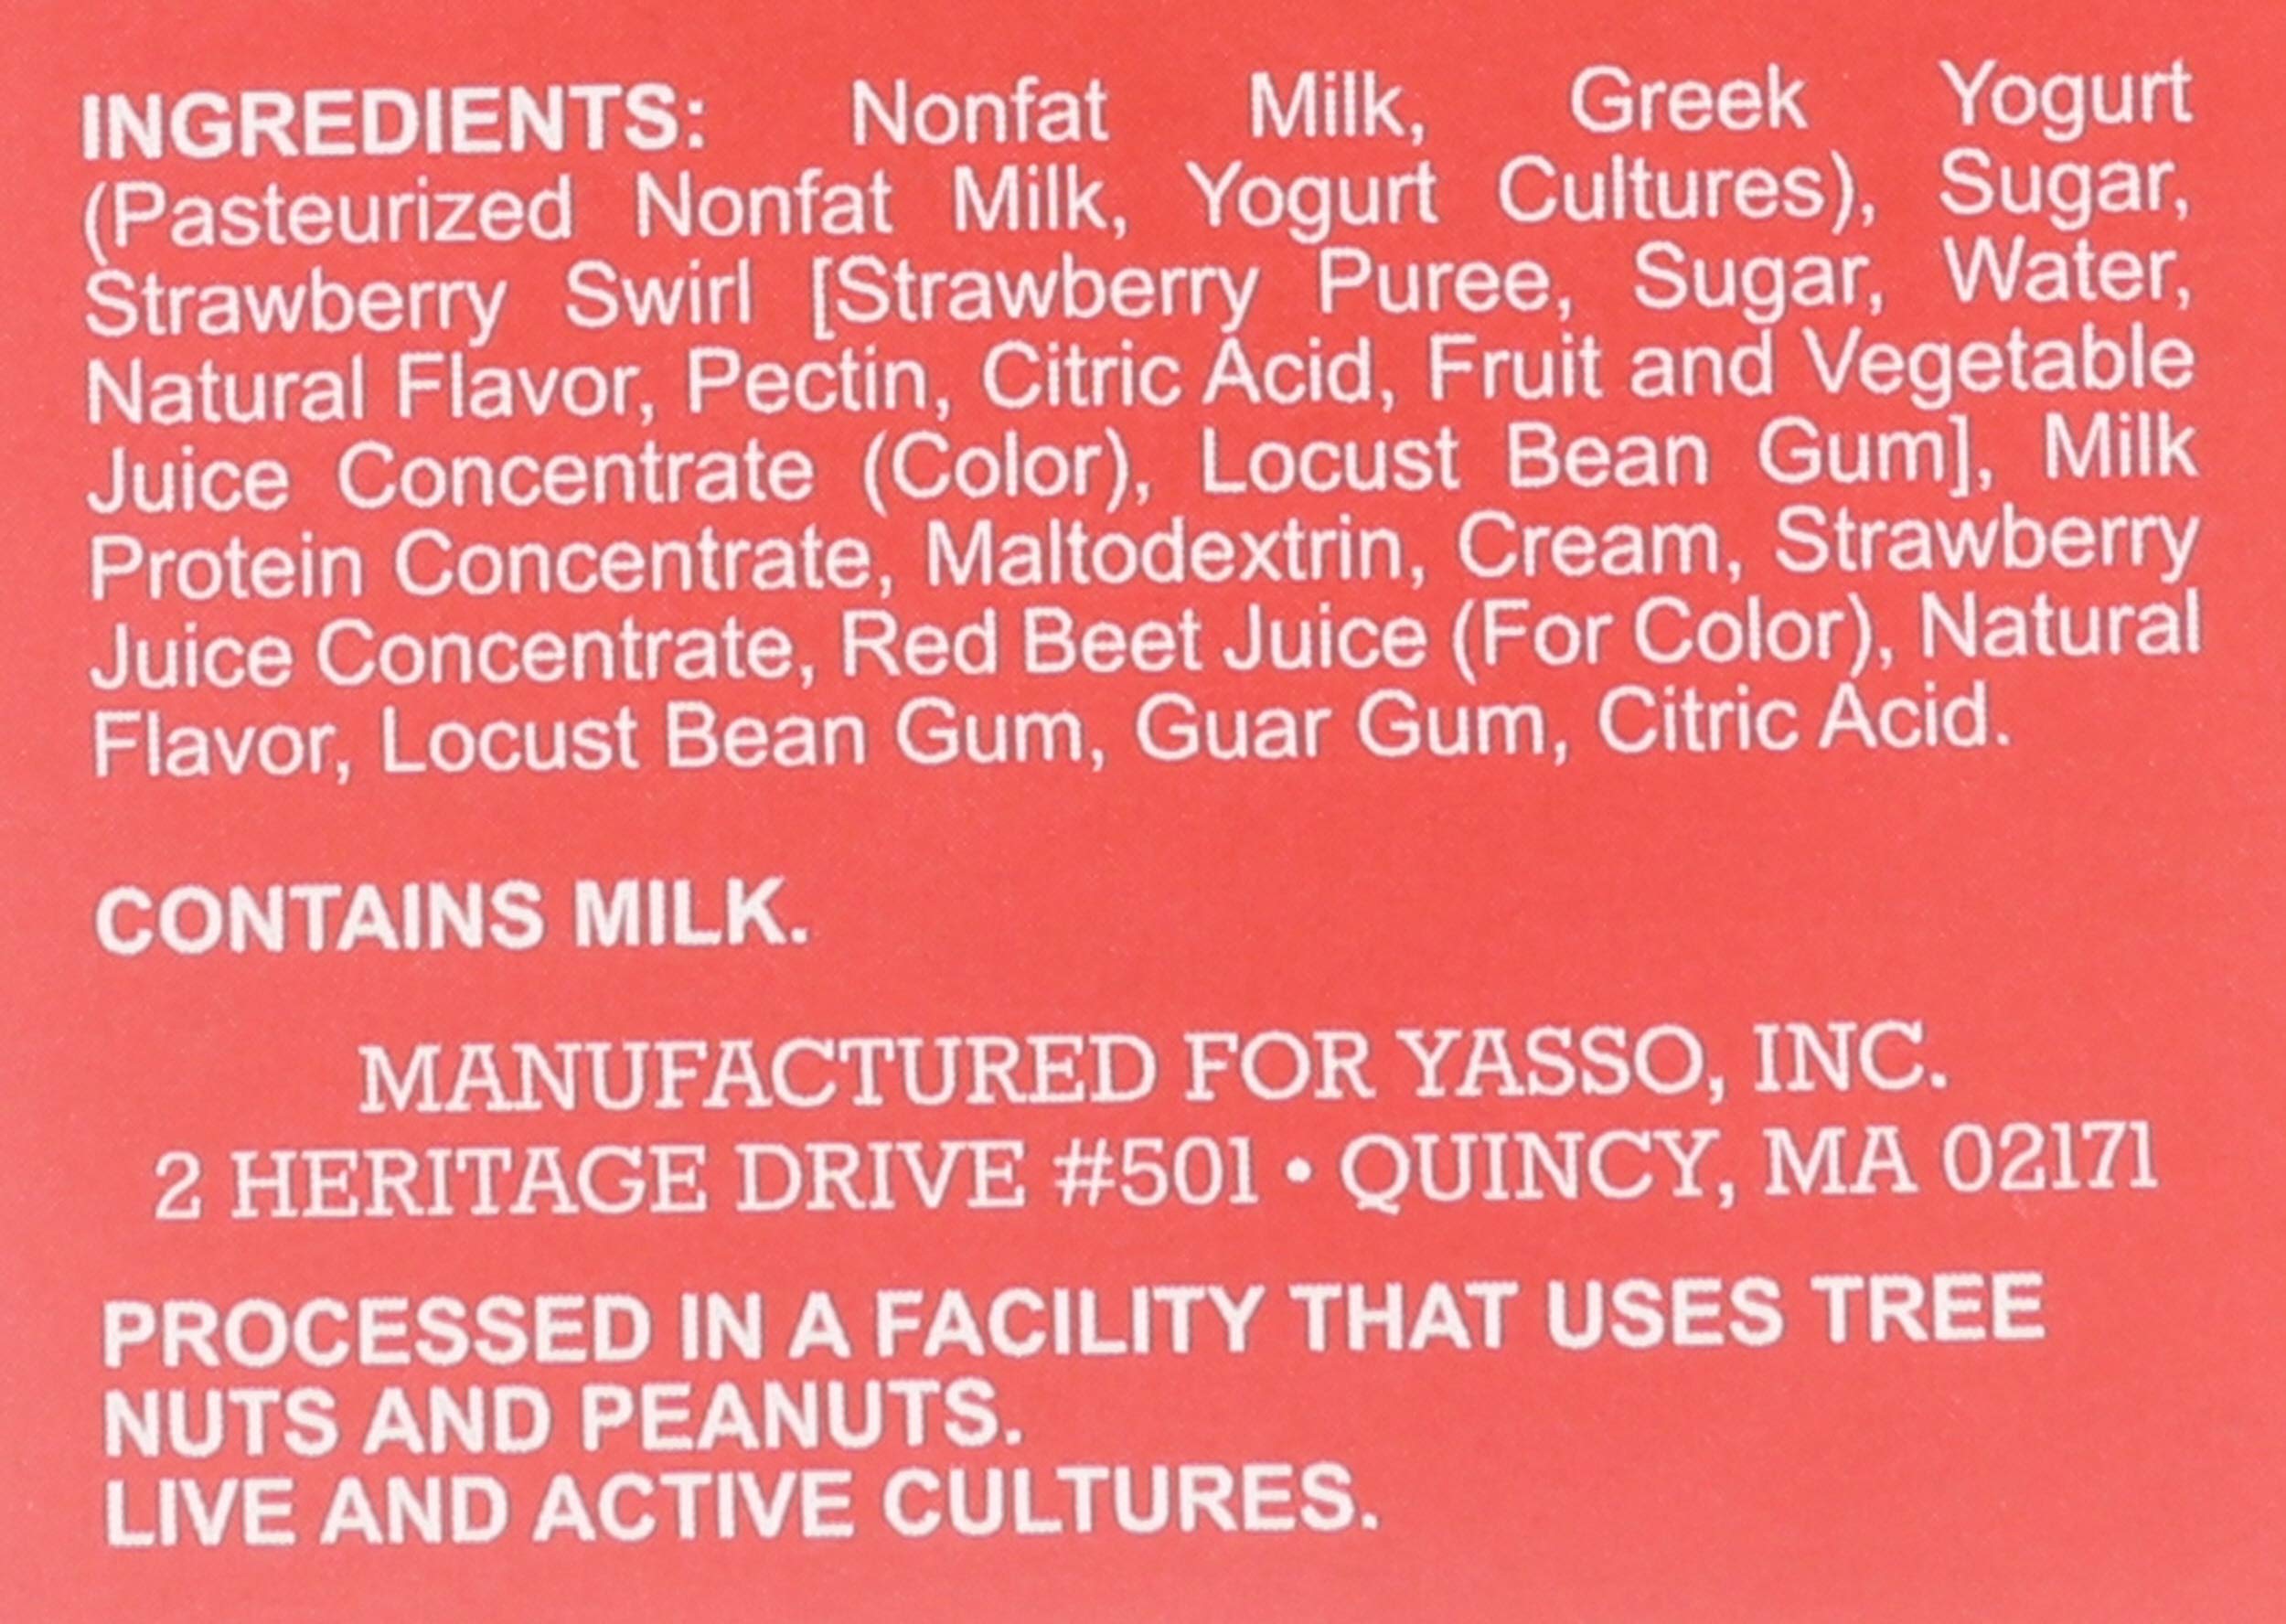 INGREDIENTS: Nonfat Milk, Greek Yogurt
(Pasteurized Nonfat Milk, Yogurt Cultures), Sugar,
Strawberry Swirl [Strawberry Puree, Sugar, Water,
Natural Flavor, Pectin, Citric Acid, Fruit and Vegetable
Juice Concentrate (Color), Locust Bean Gum], Milk
Protein Concentrate, Maltodextrin, Cream, Strawberry
Juice Concentrate, Red Beet Juice (For Color), Natural
Flavor, Locust Bean Gum, Guar Gum, Citric Acid.
CONTAINS MILK.
MANUFACTURED FOR YASSO, INC.
2 HERITAGE DRIVE #501 • QUINCY, MA 02171
PROCESSED IN A FACILITY THAT USES TREE
NUTS AND PEANUTS.
LIVE AND ACTIVE CULTURES.